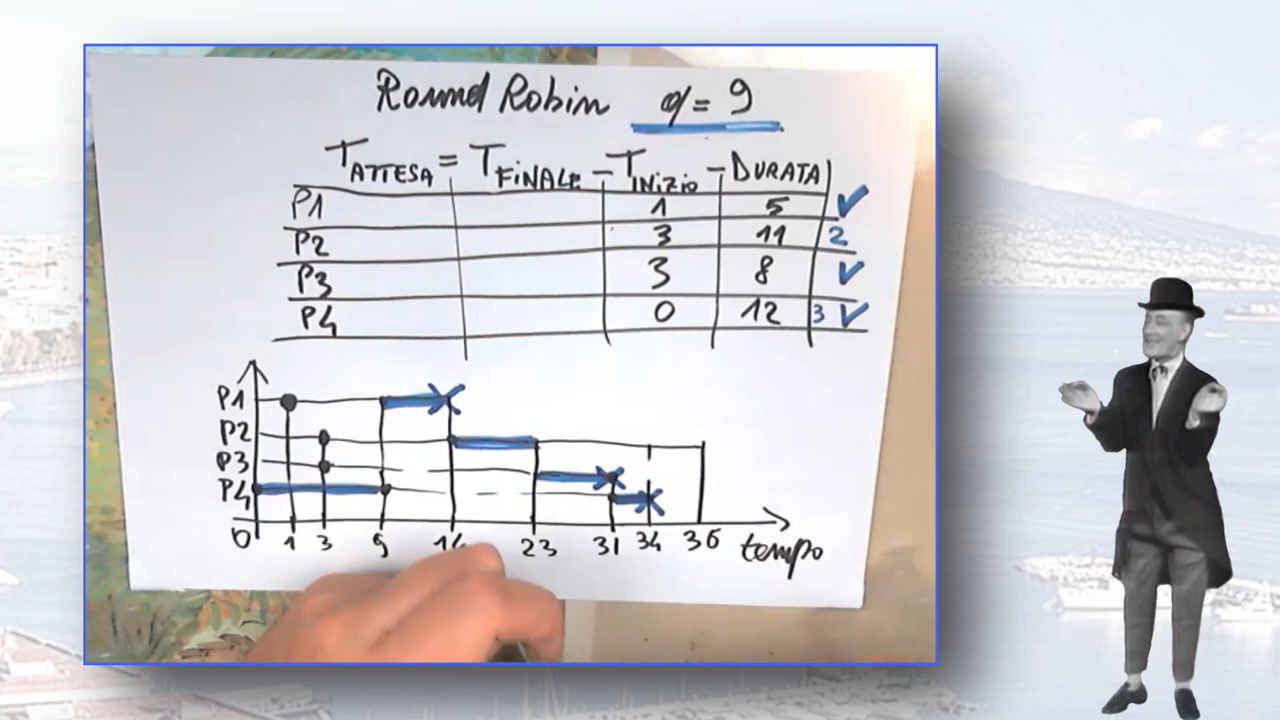 Round Robin q = 9
TATTESA = TFINALE - TINIZIO - DURATA
P1 1 5 ✓
P2 3 11 2
P3 3 8 ✓
P4 0 12 3 ✓
P1
P2
P3
P4
0 1 3 9 23 31 34 36 tempo